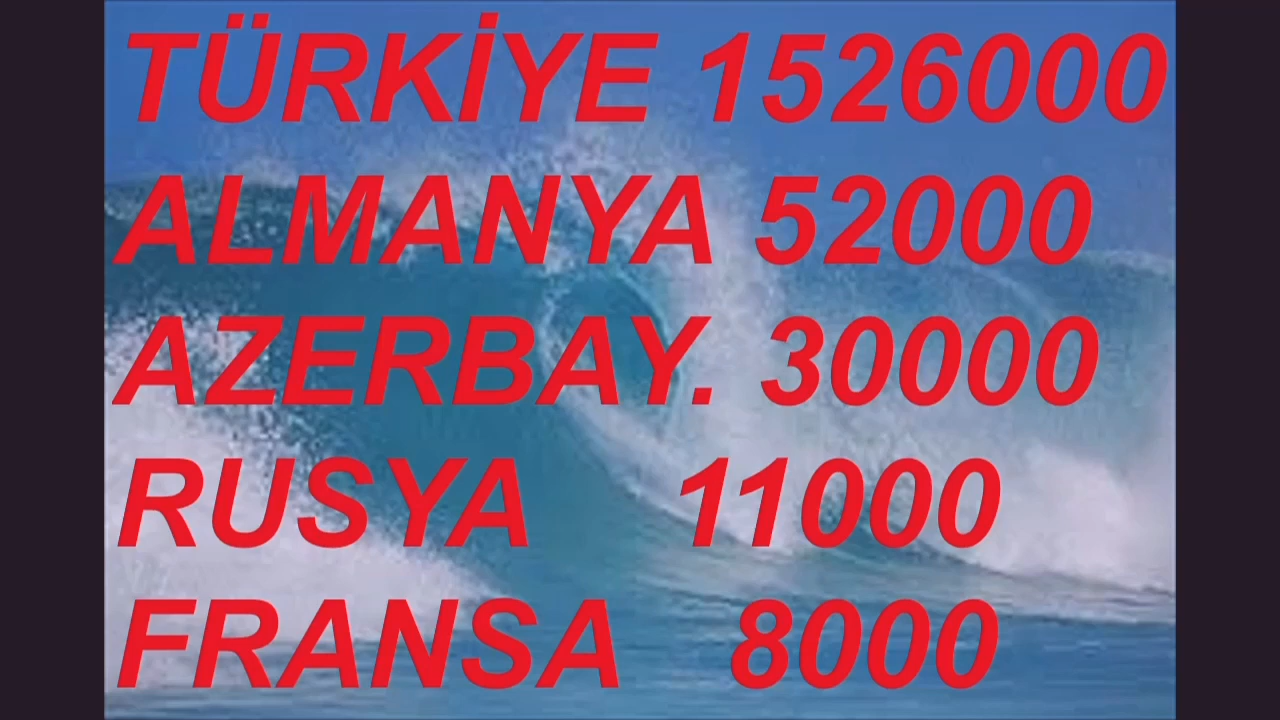 TÜRKİYE 1526000
ALMANYA 52000
AZERBAY. 30000
RUSYA 11000
FRANSA 8000